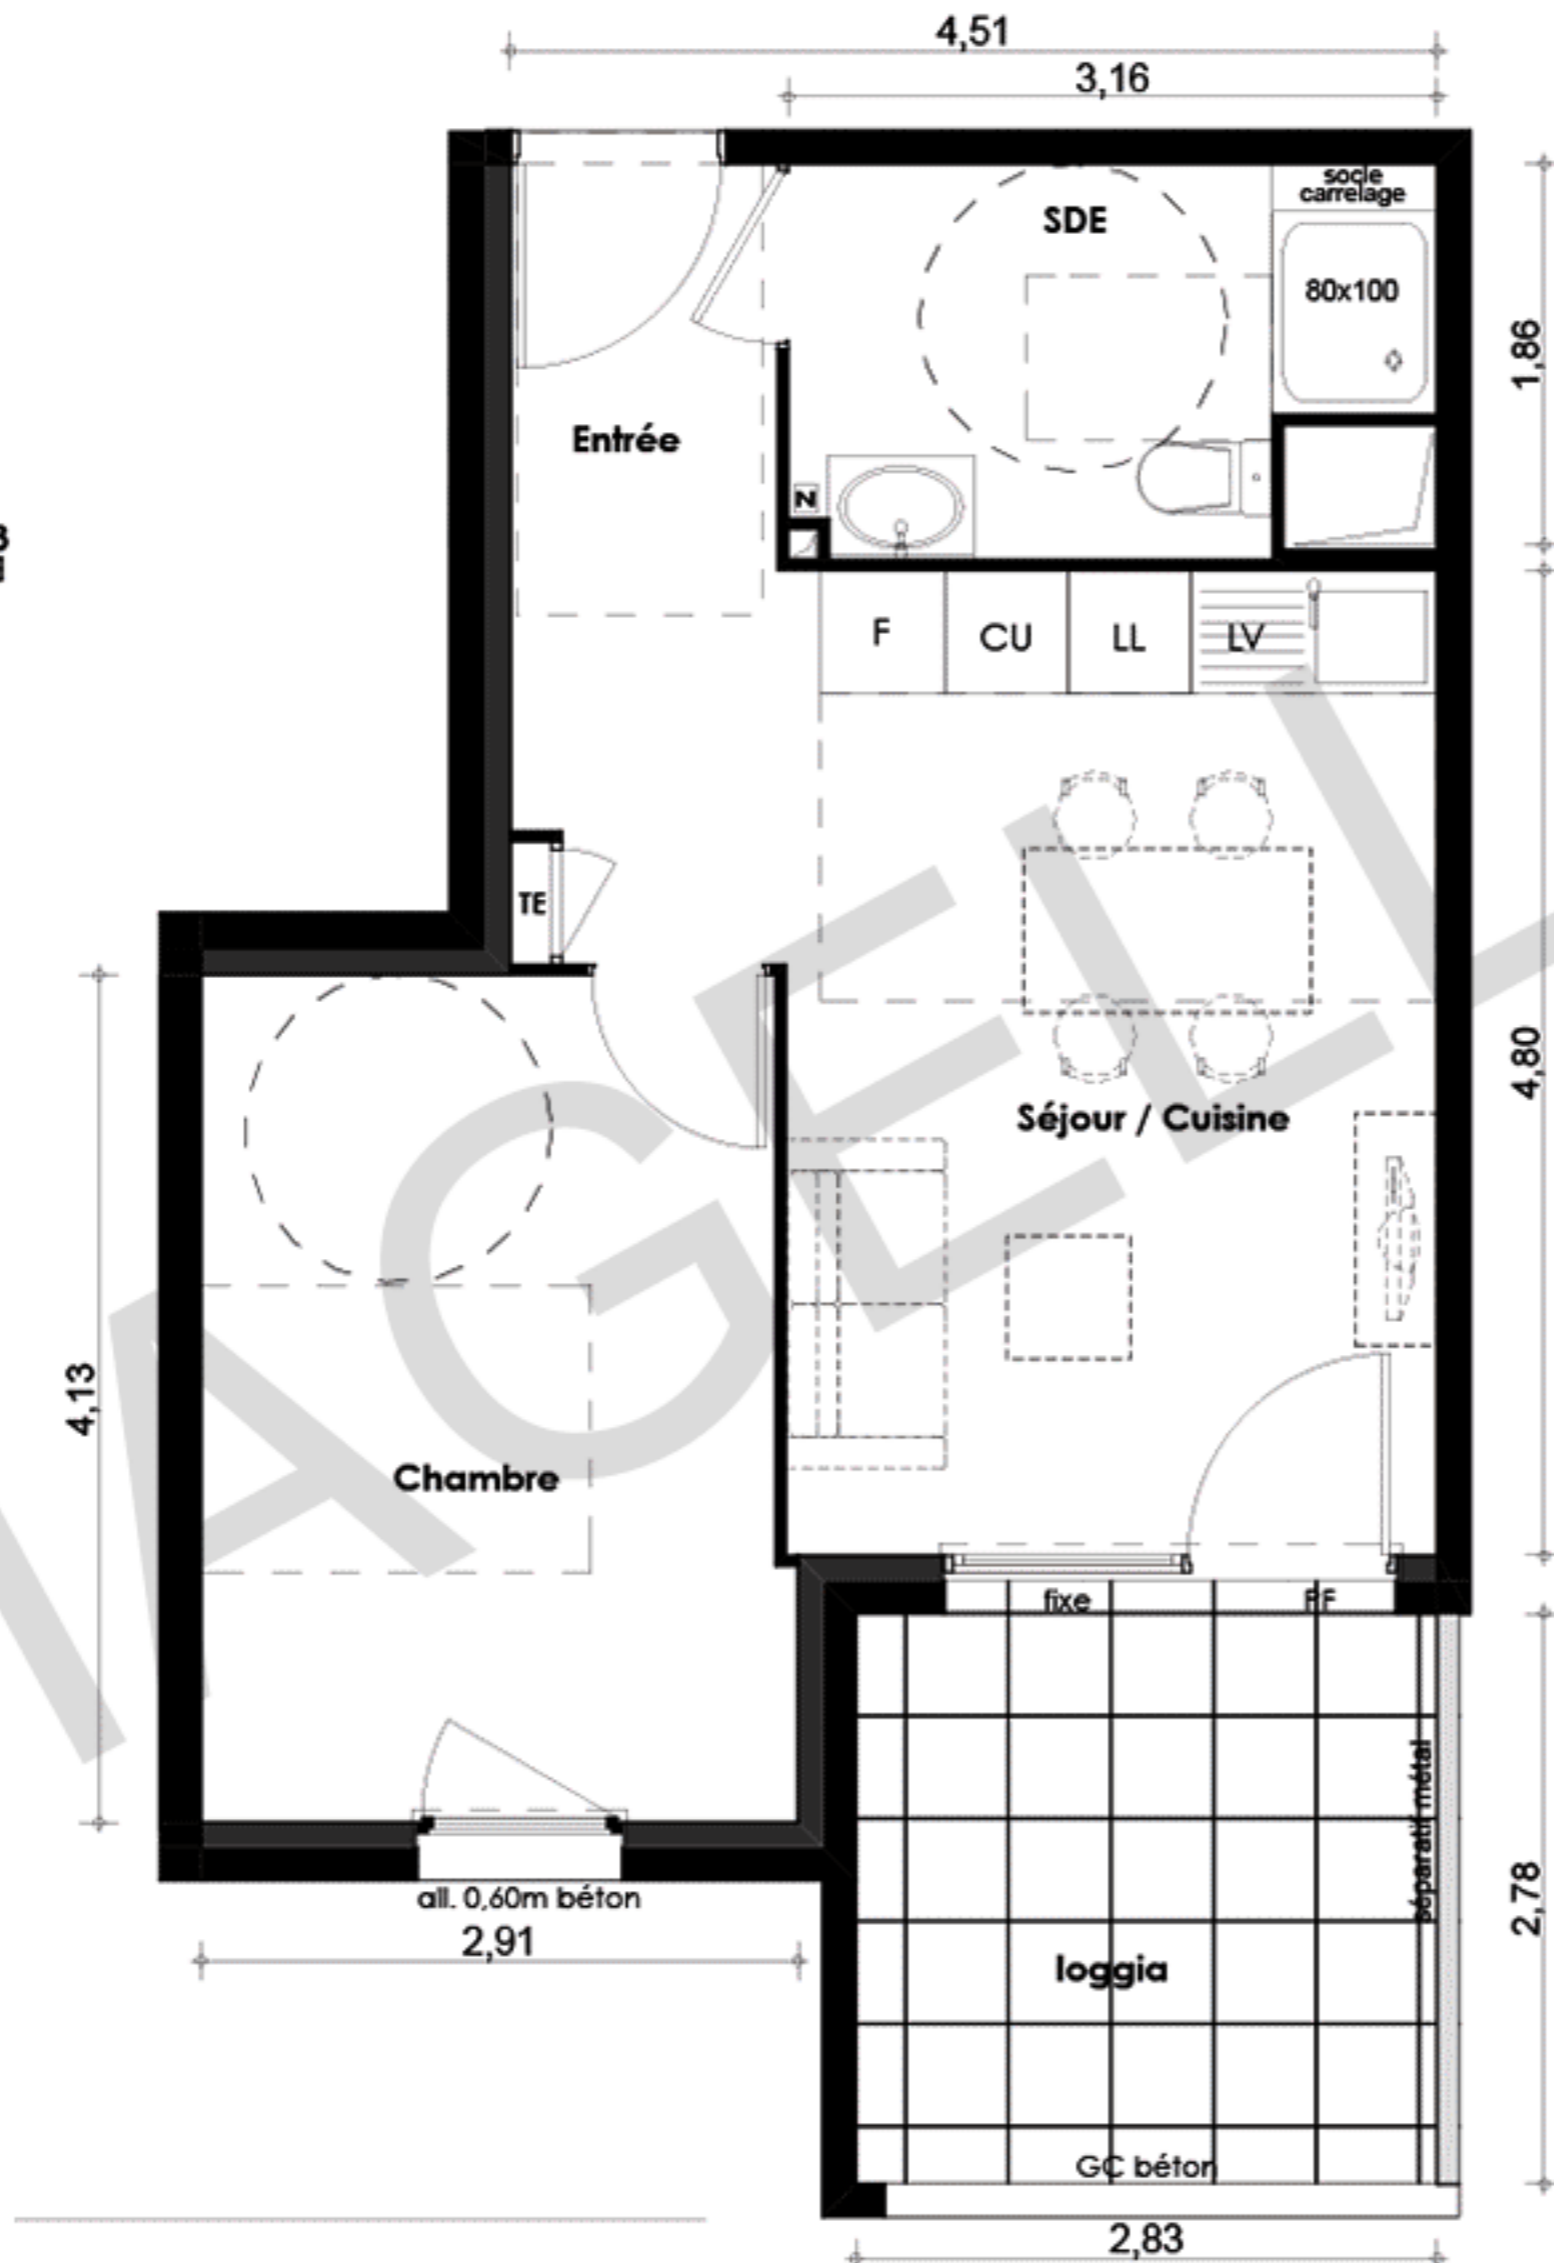 4,51
3,16
socle
carrelage
SDE
80x100
1,86
Entrée
N
F
CU
LL
LV
TE
4,80
Séjour / Cuisine
4,13
Chambre
fixe
PF
séparatif métal
all. 0,60m béton
2,91
2,78
loggia
GC béton
2,83
AGELL